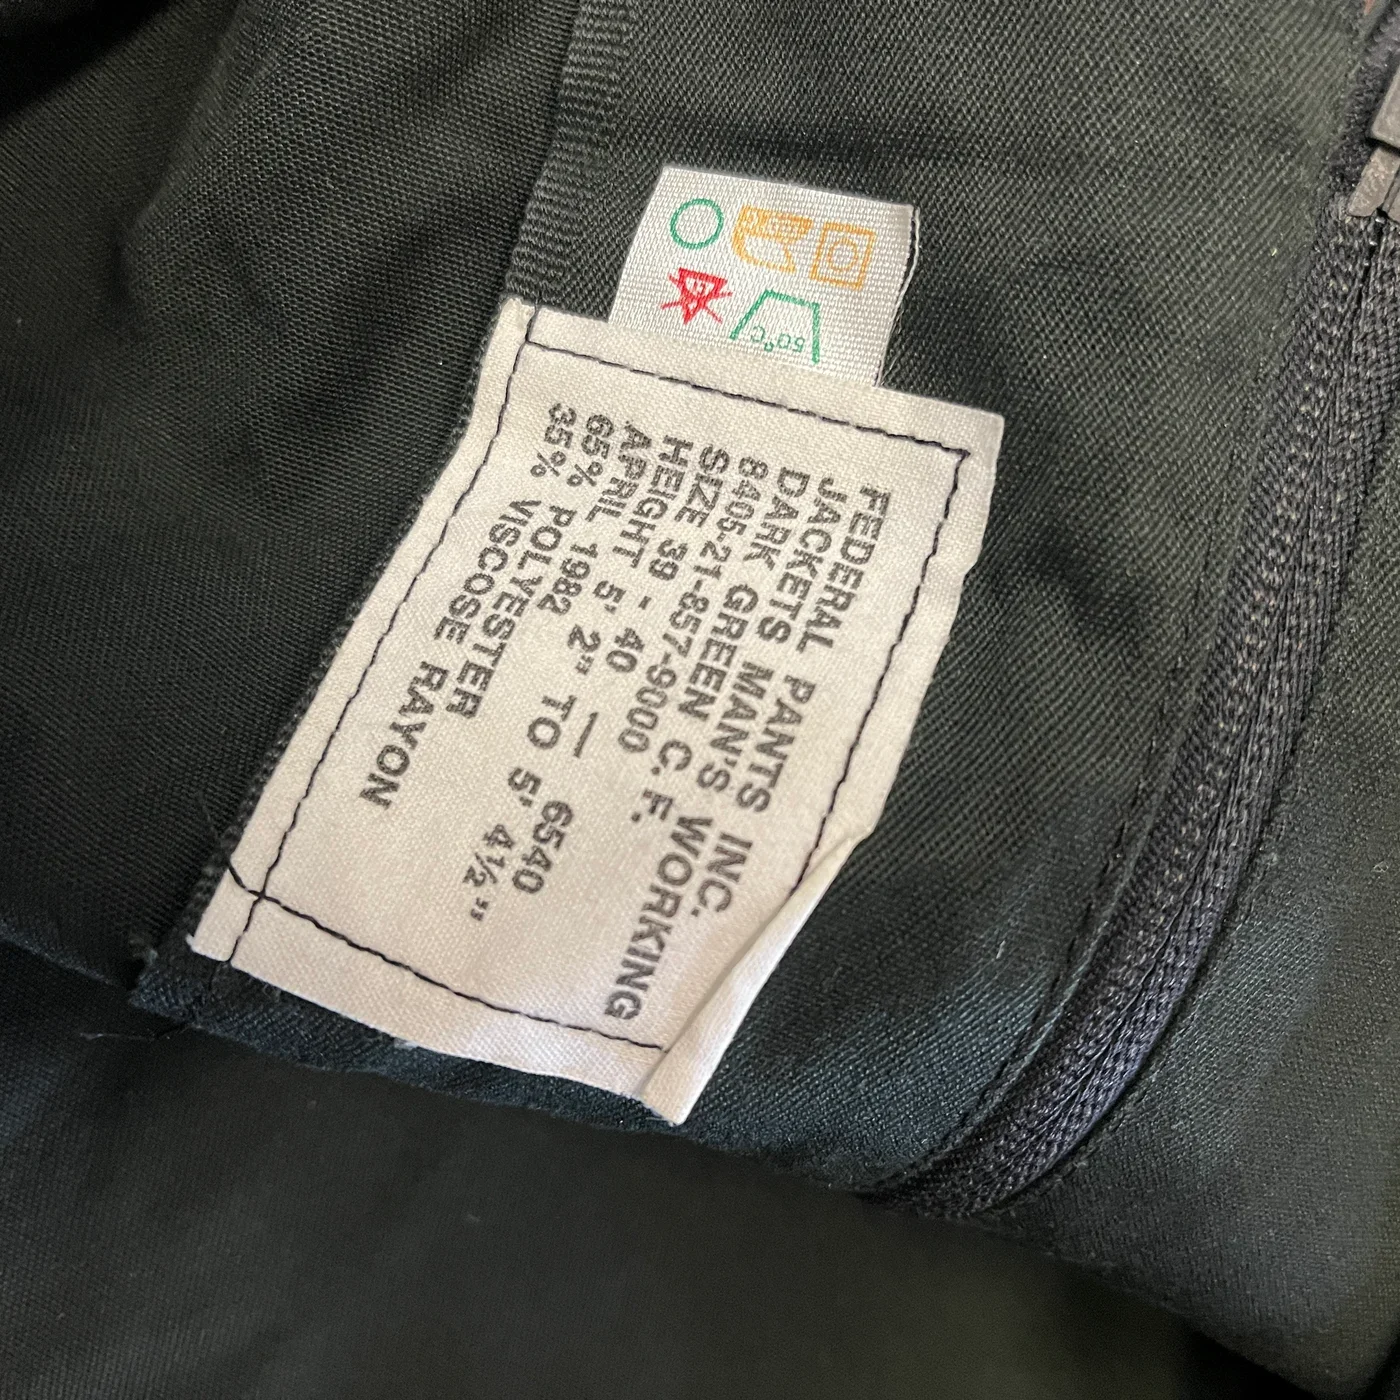 FEDERAL PANTS INC.
JACKETS MAN'S WORKING
DARK GREEN C. F.
8405-21-857-9000
SIZE 39 - 40 — 6540
HEIGHT 5' 2" TO 5' 4½"
APRIL 1982
65% POLYESTER
35% VISCOSE RAYON
50°C